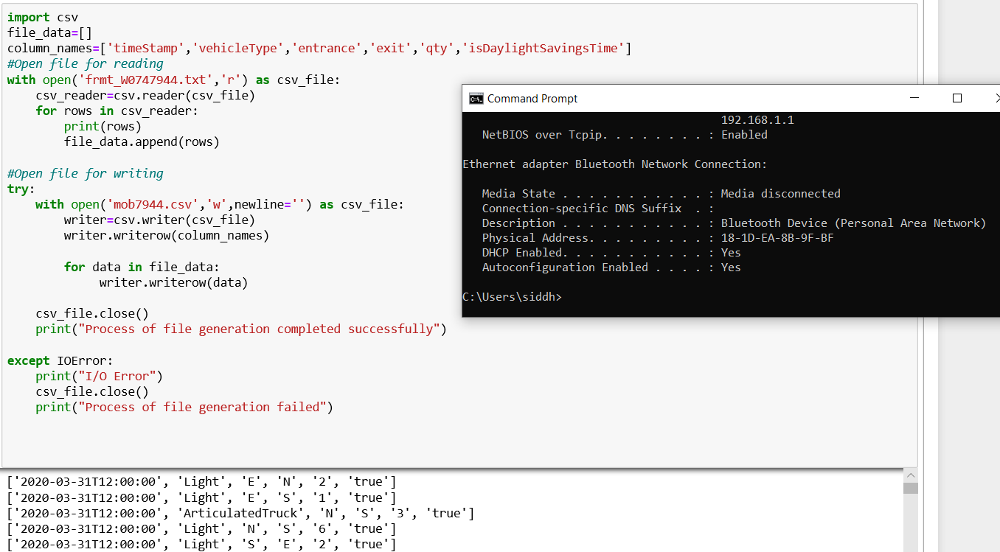 import csv
file_data=[]
column_names=['timeStamp','vehicleType','entrance','exit','qty','isDaylightSavingsTime']
#Open file for reading
with open('frmt_W0747944.txt','r') as csv_file:
    csv_reader=csv.reader(csv_file)
    for rows in csv_reader:
        print(rows)
        file_data.append(rows)
#Open file for writing
try:
    with open('mob7944.csv','w',newline='') as csv_file:
        writer=csv.writer(csv_file)
        writer.writerow(column_names)
        for data in file_data:
             writer.writerow(data)
    csv_file.close()
    print("Process of file generation completed successfully")
except IOError:
    print("I/O Error")
    csv_file.close()
    print("Process of file generation failed")
Command Prompt
192.168.1.1
NetBIOS over Tcpip. . . . . . . . : Enabled
Ethernet adapter Bluetooth Network Connection:
Media State . . . . . . . . . . . : Media disconnected
Connection-specific DNS Suffix  . :
Description . . . . . . . . . . . : Bluetooth Device (Personal Area Network)
Physical Address. . . . . . . . . : 18-1D-EA-8B-9F-BF
DHCP Enabled. . . . . . . . . . . : Yes
Autoconfiguration Enabled . . . . : Yes
C:\Users\siddh>
['2020-03-31T12:00:00', 'Light', 'E', 'N', '2', 'true']
['2020-03-31T12:00:00', 'Light', 'E', 'S', '1', 'true']
['2020-03-31T12:00:00', 'ArticulatedTruck', 'N', 'S', '3', 'true']
['2020-03-31T12:00:00', 'Light', 'N', 'S', '6', 'true']
['2020-03-31T12:00:00', 'Light', 'S', 'E', '2', 'true']